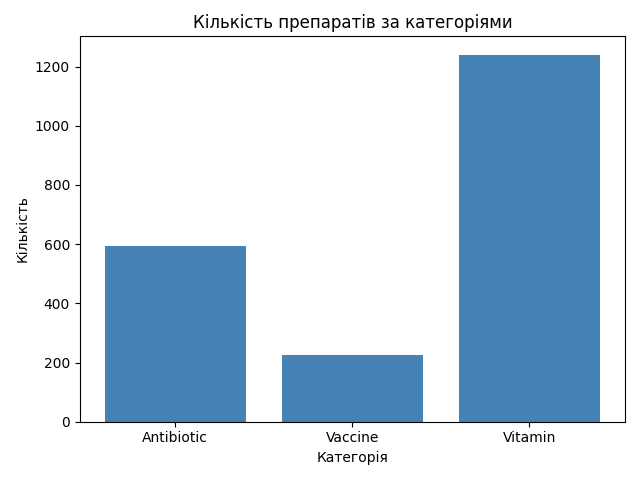 Кількість препаратів за категоріями
1200
1000
800
600
400
200
0
Кількість
Antibiotic
Vaccine
Vitamin
Категорія